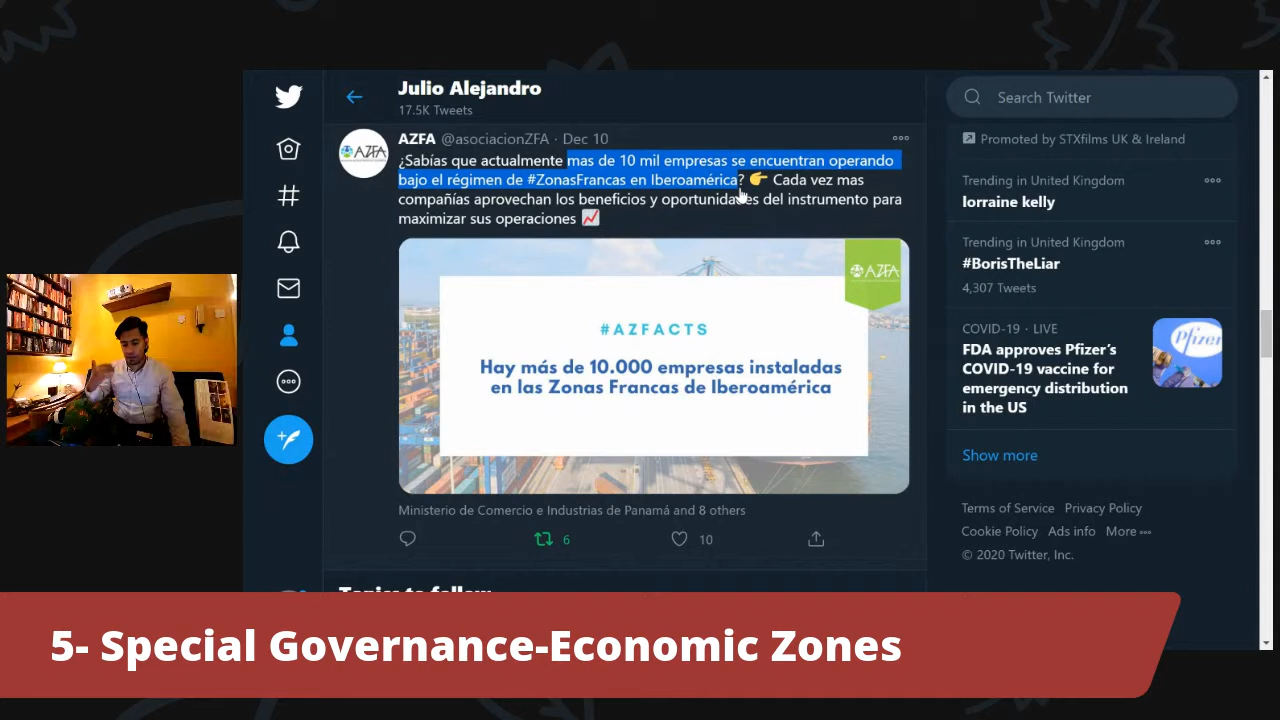 Julio Alejandro
17.5K Tweets
AZFA @asociacionZFA · Dec 10
¿Sabías que actualmente mas de 10 mil empresas se encuentran operando
bajo el régimen de #ZonasFrancas en Iberoamérica? 👉 Cada vez mas
compañías aprovechan los beneficios y oportunidades del instrumento para
maximizar sus operaciones 📈
AZFA
#AZFACTS
Hay más de 10.000 empresas instaladas
en las Zonas Francas de Iberoamérica
Ministerio de Comercio e Industrias de Panamá and 8 others
6
10
Search Twitter
Promoted by STXfilms UK & Ireland
Trending in United Kingdom
lorraine kelly
Trending in United Kingdom
#BorisTheLiar
4,307 Tweets
COVID-19 · LIVE
FDA approves Pfizer's
COVID-19 vaccine for
emergency distribution
in the US
Pfizer
Show more
Terms of Service Privacy Policy
Cookie Policy Ads info More
© 2020 Twitter, Inc.
5- Special Governance-Economic Zones